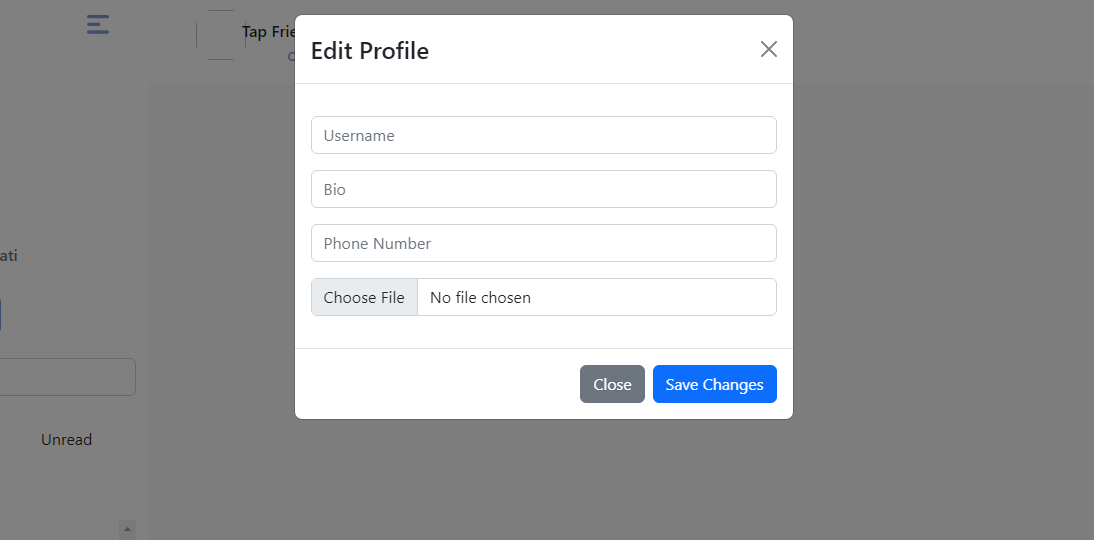 Tap Frie
Edit Profile
Username
Bio
Phone Number
ati
Choose File No file chosen
Close Save Changes
Unread